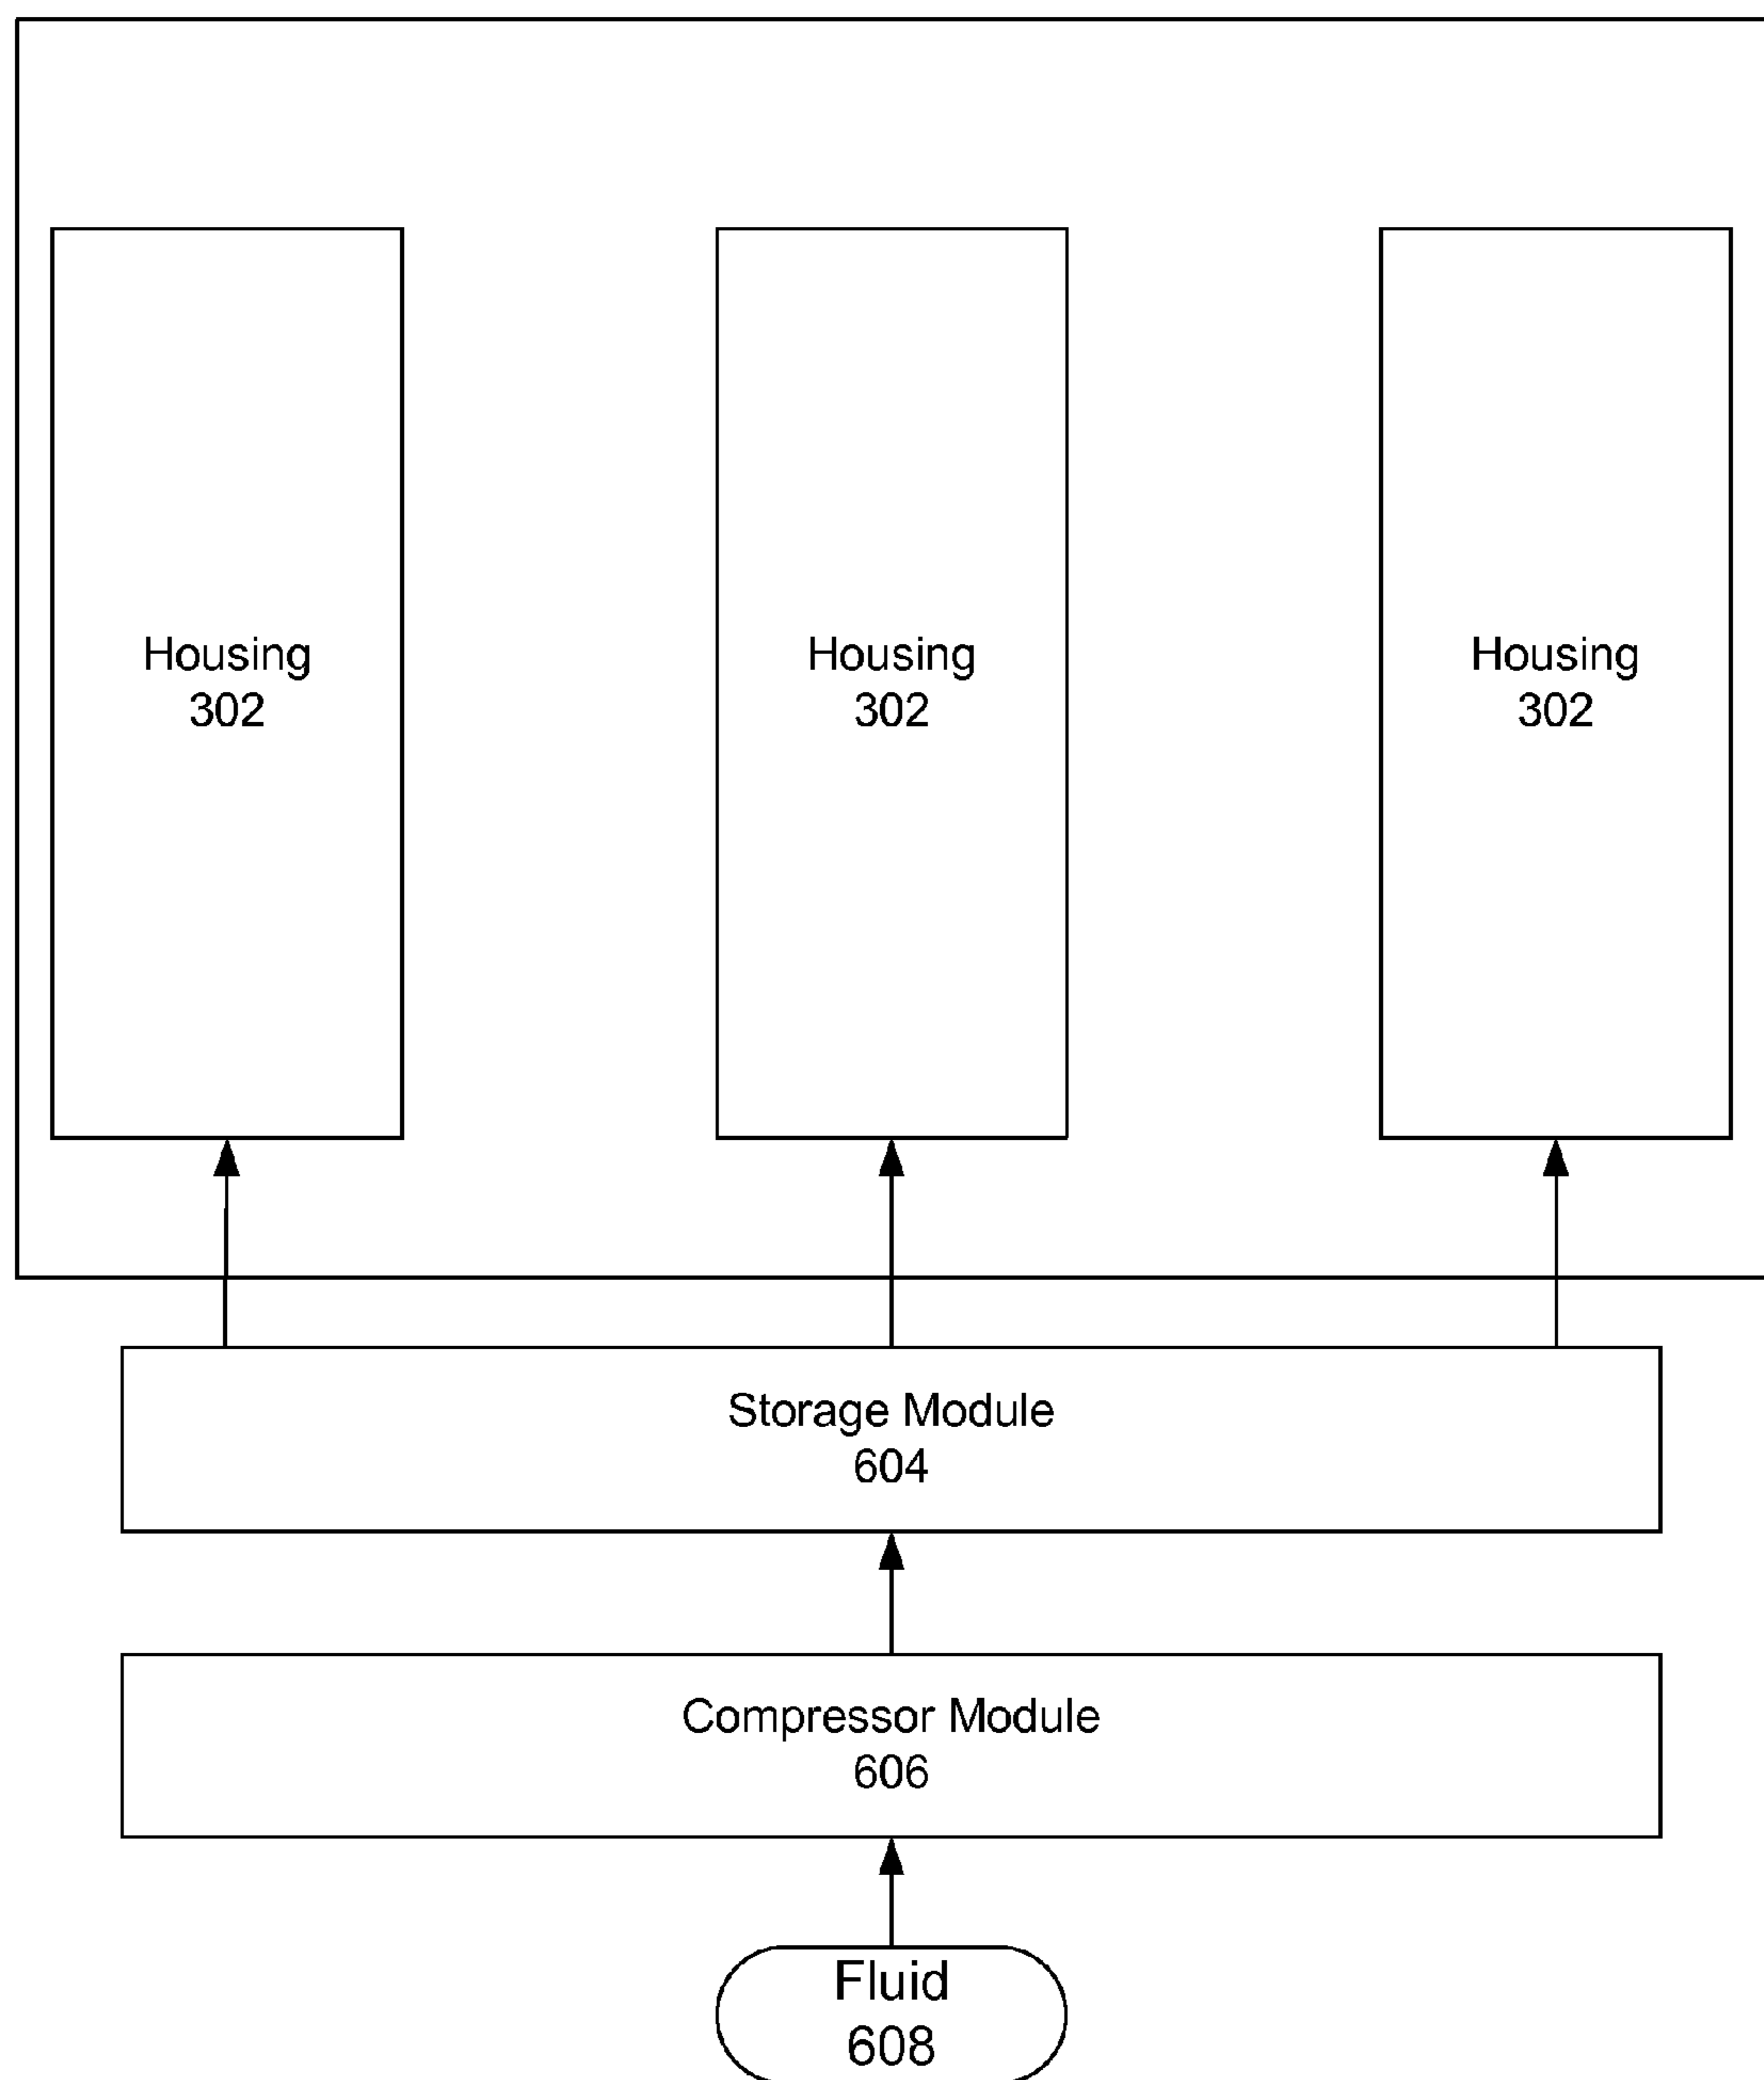 Housing
302
Housing
302
Housing
302
Storage Module
604
Compressor Module
606
Fluid
608